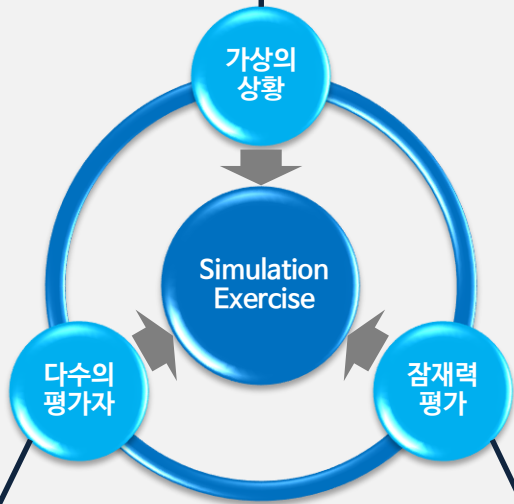 가상의
상황
Simulation
Exercise
다수의
평가자
잠재력
평가